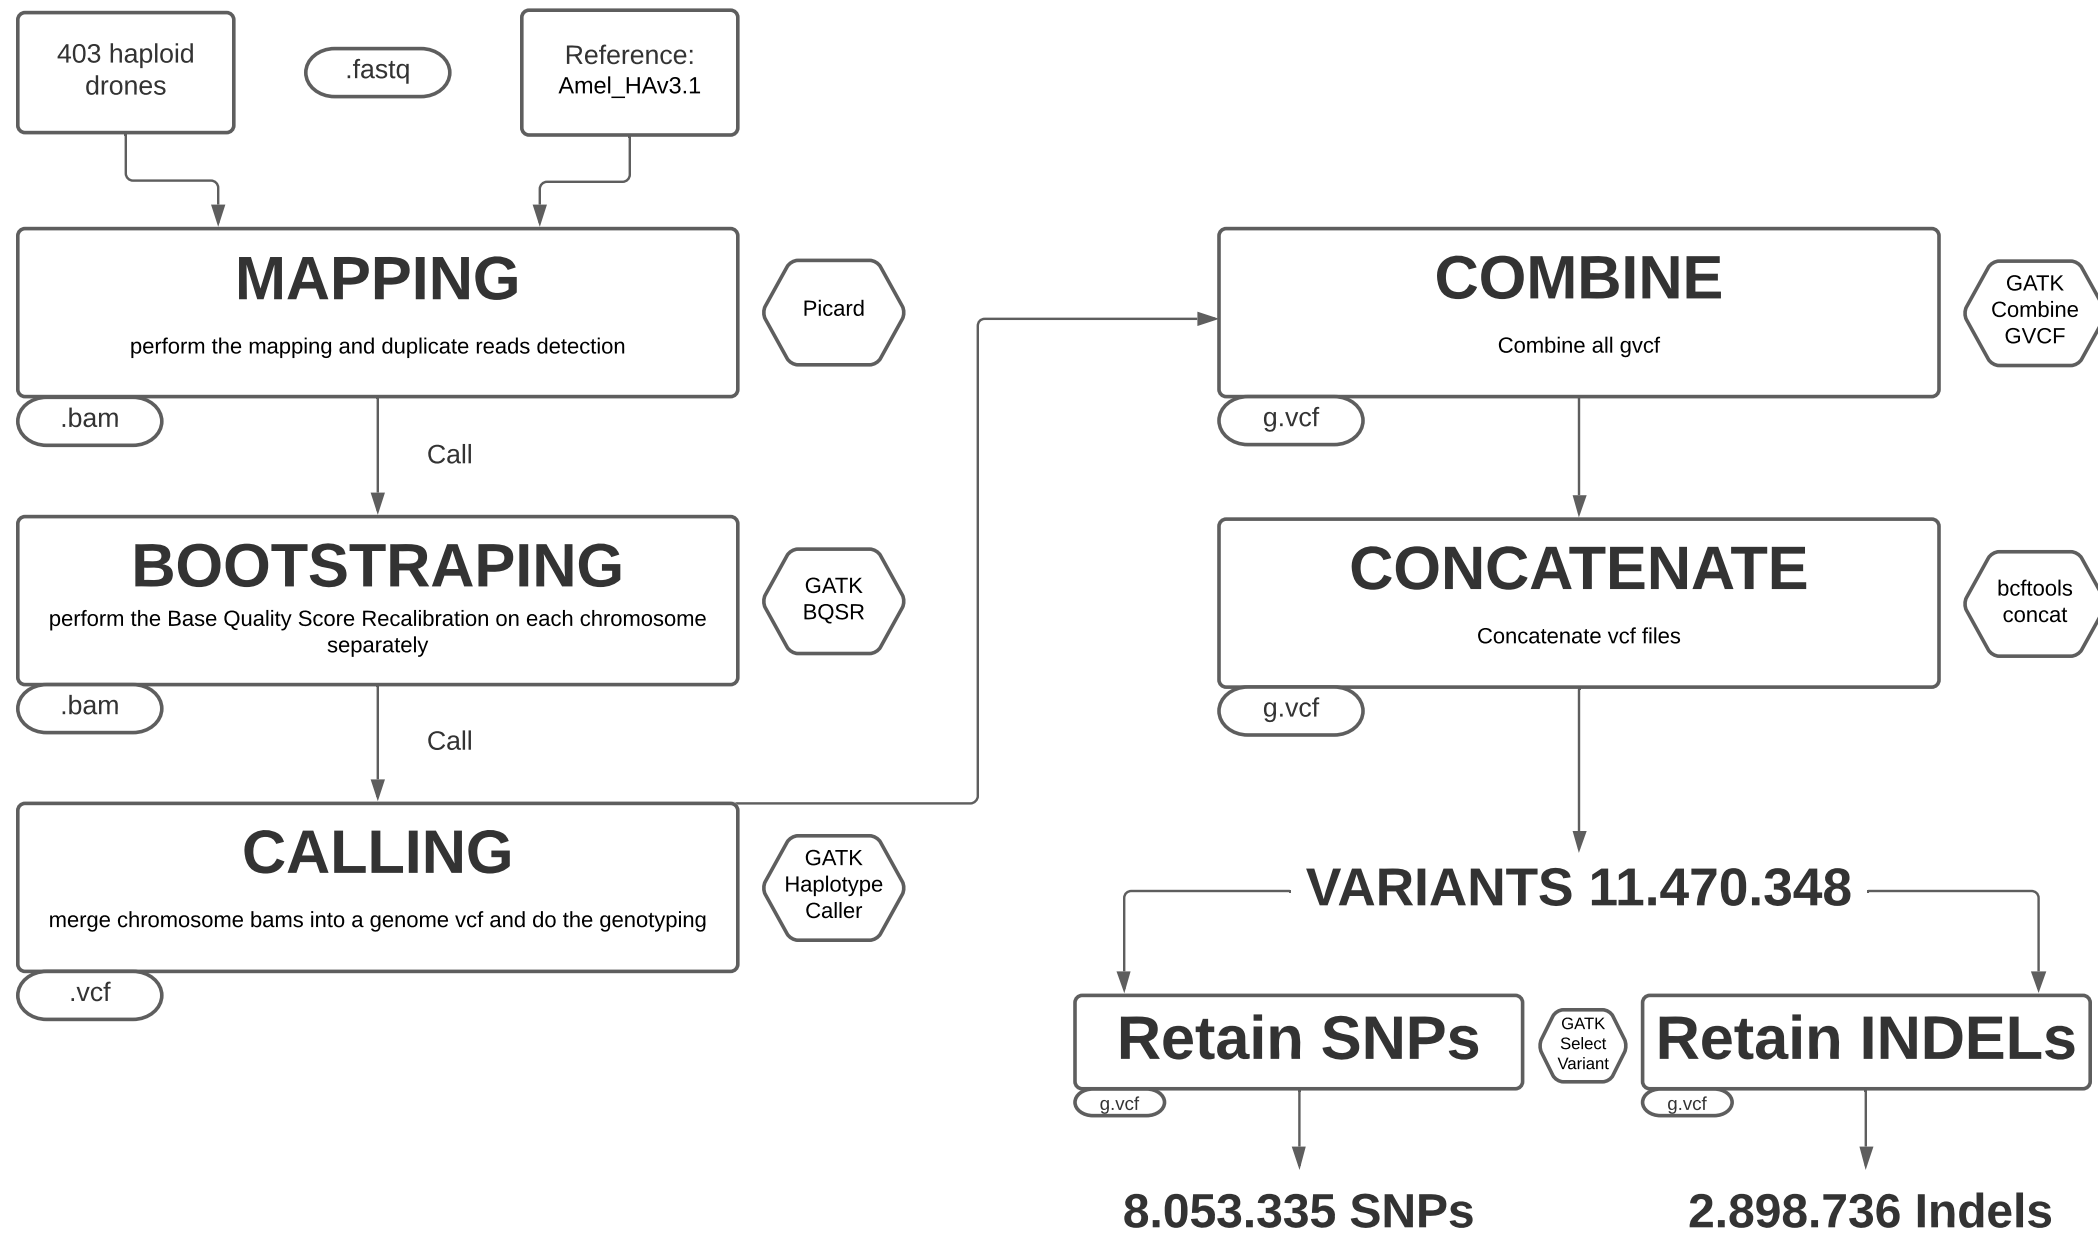 403 haploid
drones
.fastq
Reference:
Amel_HAv3.1
MAPPING
perform the mapping and duplicate reads detection
Picard
.bam
Call
BOOTSTRAPING
perform the Base Quality Score Recalibration on each chromosome
separately
GATK
BQSR
.bam
Call
CALLING
merge chromosome bams into a genome vcf and do the genotyping
GATK
Haplotype
Caller
.vcf
COMBINE
Combine all gvcf
GATK
Combine
GVCF
g.vcf
CONCATENATE
Concatenate vcf files
bcftools
concat
g.vcf
VARIANTS 11.470.348
Retain SNPs
GATK
Select
Variant
Retain INDELs
g.vcf
g.vcf
8.053.335 SNPs
2.898.736 Indels